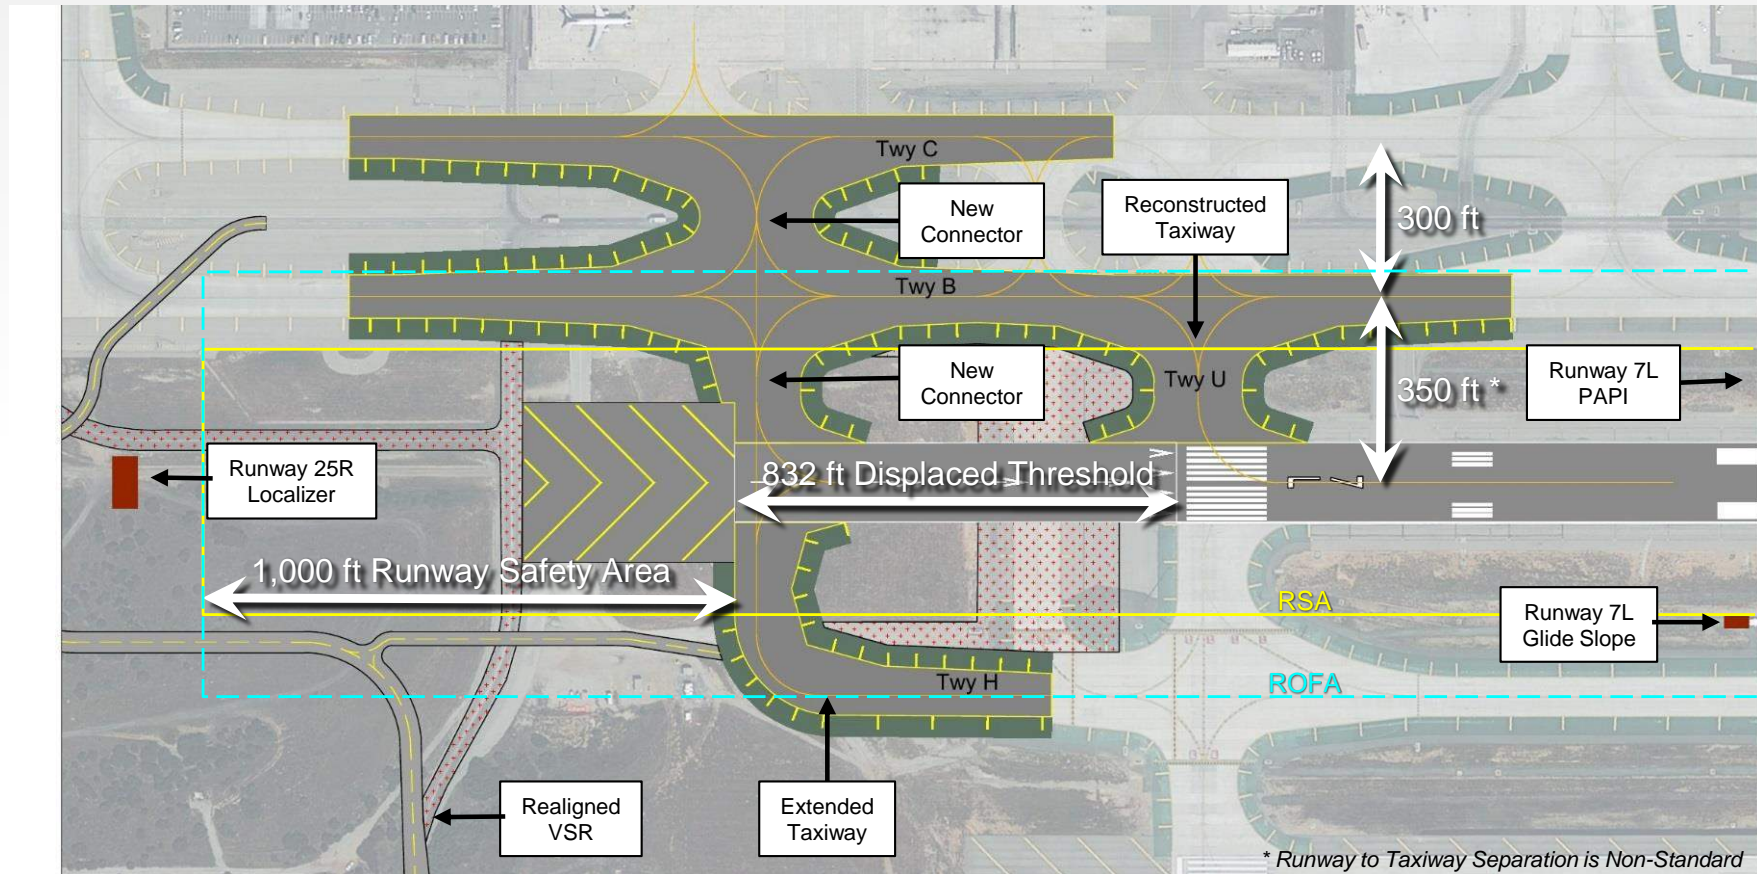 Twy C
New
Connector
Reconstructed
Taxiway
300 ft
Twy B
New
Connector
Twy U
350 ft *
Runway 7L
PAPI
Runway 25R
Localizer
832 ft Displaced Threshold
7L
1,000 ft Runway Safety Area
RSA
Runway 7L
Glide Slope
Twy H
ROFA
Realigned
VSR
Extended
Taxiway
* Runway to Taxiway Separation is Non-Standard